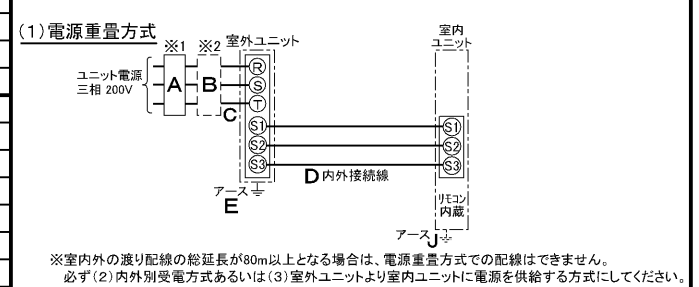 (1)電源重畳方式
※1 ※2 室外ユニット
室内
ユニット
ユニット電源
三相 200V
A B
R
S
T
C
S1 S1
S2 S2
S3 S3
D 内外接続線
アース
E
リモコン
内蔵
アース J
※室内外の渡り配線の総延長が80m以上となる場合は、電源重畳方式での配線はできません。
必ず(2)内外別受電方式あるいは(3)室外ユニットより室内ユニットに電源を供給する方式にしてください。